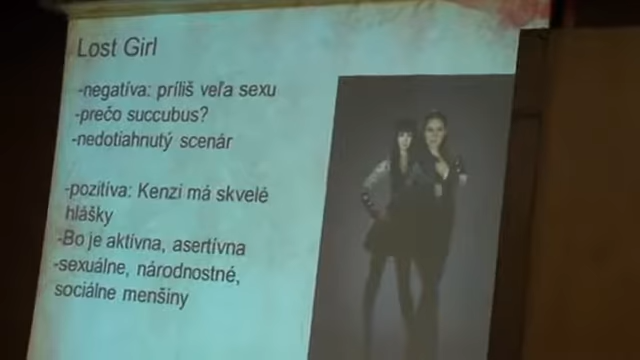 Lost Girl
-negatíva: príliš veľa sexu
-prečo succubus?
-nedotiahnutý scenár
-pozitíva: Kenzi má skvelé
hlášky
-Bo je aktívna, asertívna
-sexuálne, národnostné,
sociálne menšiny